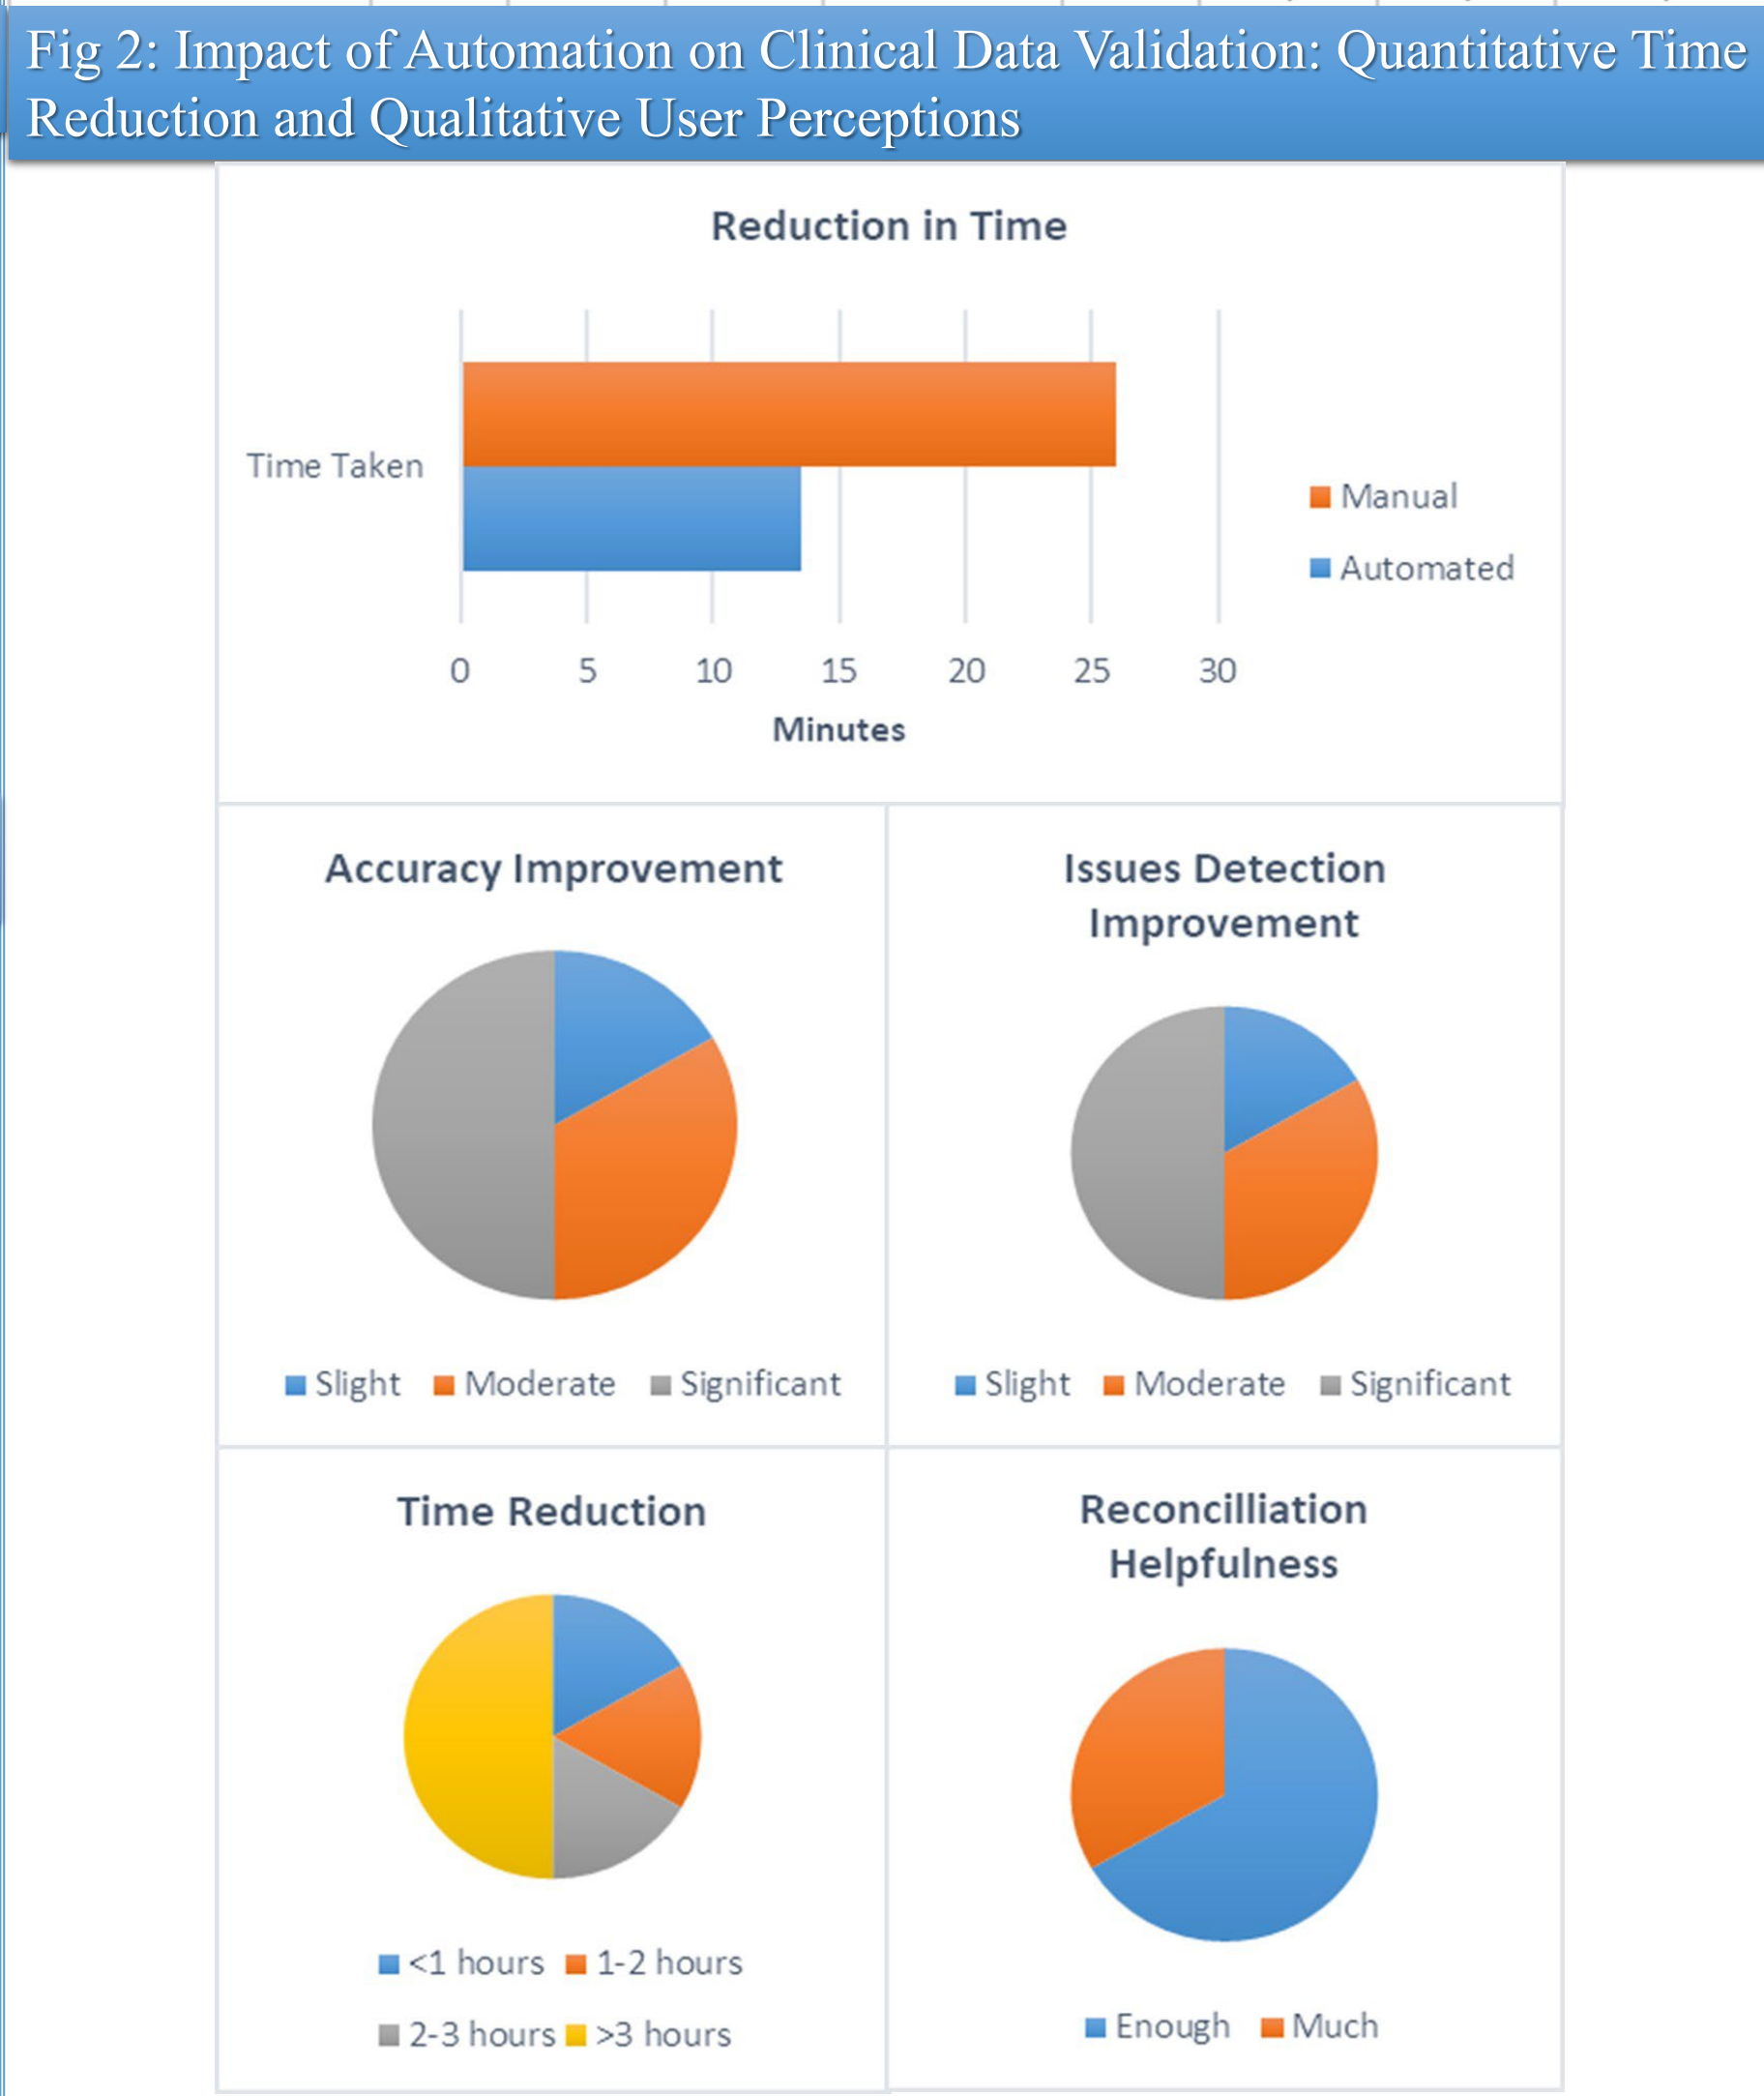 Fig 2: Impact of Automation on Clinical Data Validation: Quantitative Time
Reduction and Qualitative User Perceptions
Reduction in Time
Time Taken
Manual
Automated
0 5 10 15 20 25 30
Minutes
Accuracy Improvement
Slight Moderate Significant
Issues Detection
Improvement
Slight Moderate Significant
Time Reduction
<1 hours 1-2 hours
2-3 hours >3 hours
Reconcilliation
Helpfulness
Enough Much